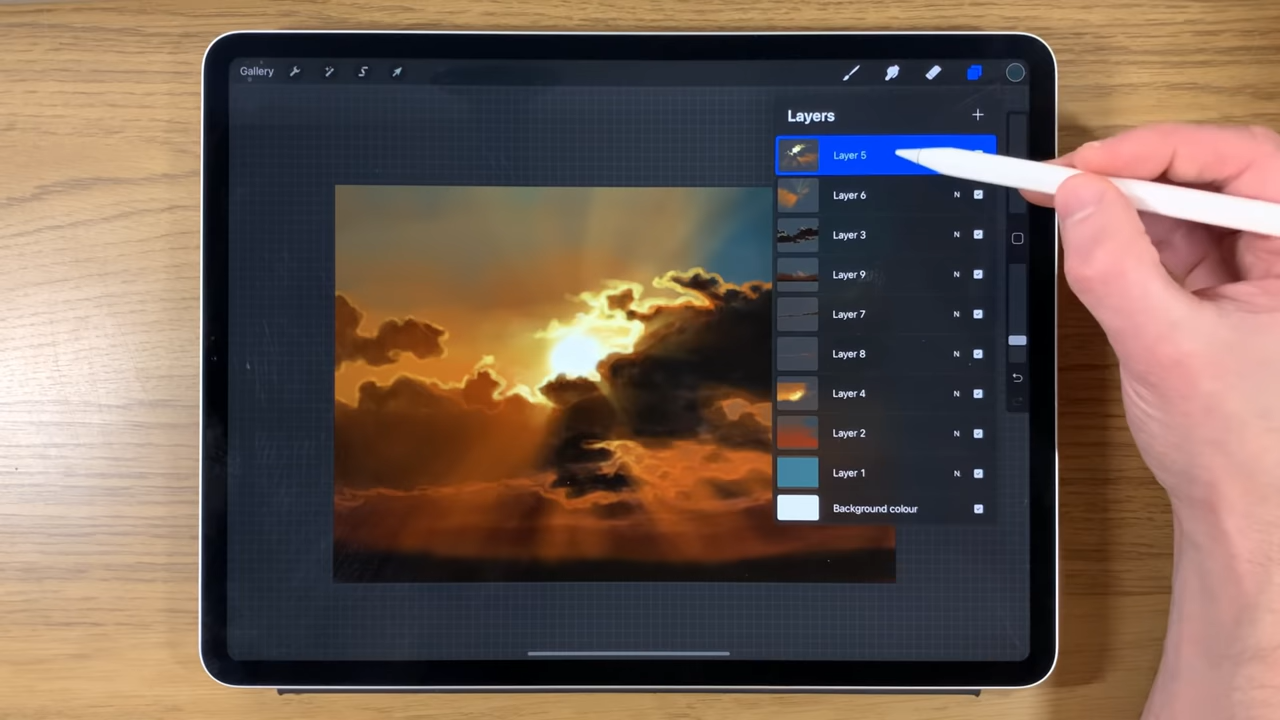 Gallery
Layers
Layer 5
Layer 6 N
Layer 3 N
Layer 9 N
Layer 7 N
Layer 8 N
Layer 4 N
Layer 2 N
Layer 1 N
Background colour